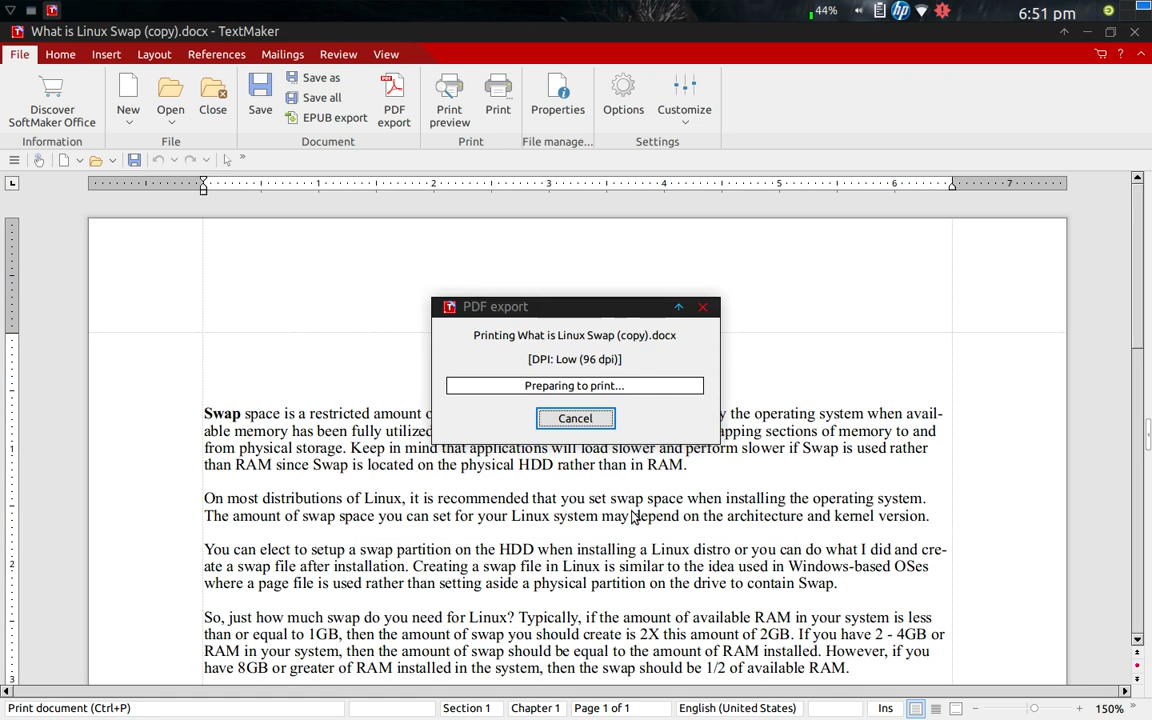 44%
6:51 pm
What is Linux Swap (copy).docx - TextMaker
File Home Insert Layout References Mailings Review View
?
Discover SoftMaker Office
New
Open
Close
Save
Save as
Save all
EPUB export
PDF export
Print preview
Print
Properties
Options
Customize
Information File Document Print File manage... Settings
L
1 2 3 4 5 6 7
PDF export
Printing What is Linux Swap (copy).docx
[DPI: Low (96 dpi)]
Preparing to print...
Cancel
Swap space is a restricted amount o y the operating system when avail-
able memory has been fully utilized apping sections of memory to and
from physical storage. Keep in mind that applications will load slower and perform slower if Swap is used rather
than RAM since Swap is located on the physical HDD rather than in RAM.
On most distributions of Linux, it is recommended that you set swap space when installing the operating system.
The amount of swap space you can set for your Linux system may depend on the architecture and kernel version.
You can elect to setup a swap partition on the HDD when installing a Linux distro or you can do what I did and cre-
ate a swap file after installation. Creating a swap file in Linux is similar to the idea used in Windows-based OSes
where a page file is used rather than setting aside a physical partition on the drive to contain Swap.
So, just how much swap do you need for Linux? Typically, if the amount of available RAM in your system is less
than or equal to 1GB, then the amount of swap you should create is 2X this amount of 2GB. If you have 2 - 4GB or
RAM in your system, then the amount of swap should be equal to the amount of RAM installed. However, if you
have 8GB or greater of RAM installed in the system, then the swap should be 1/2 of available RAM.
1
2
3
Print document (Ctrl+P) Section 1 Chapter 1 Page 1 of 1 English (United States) Ins 150%